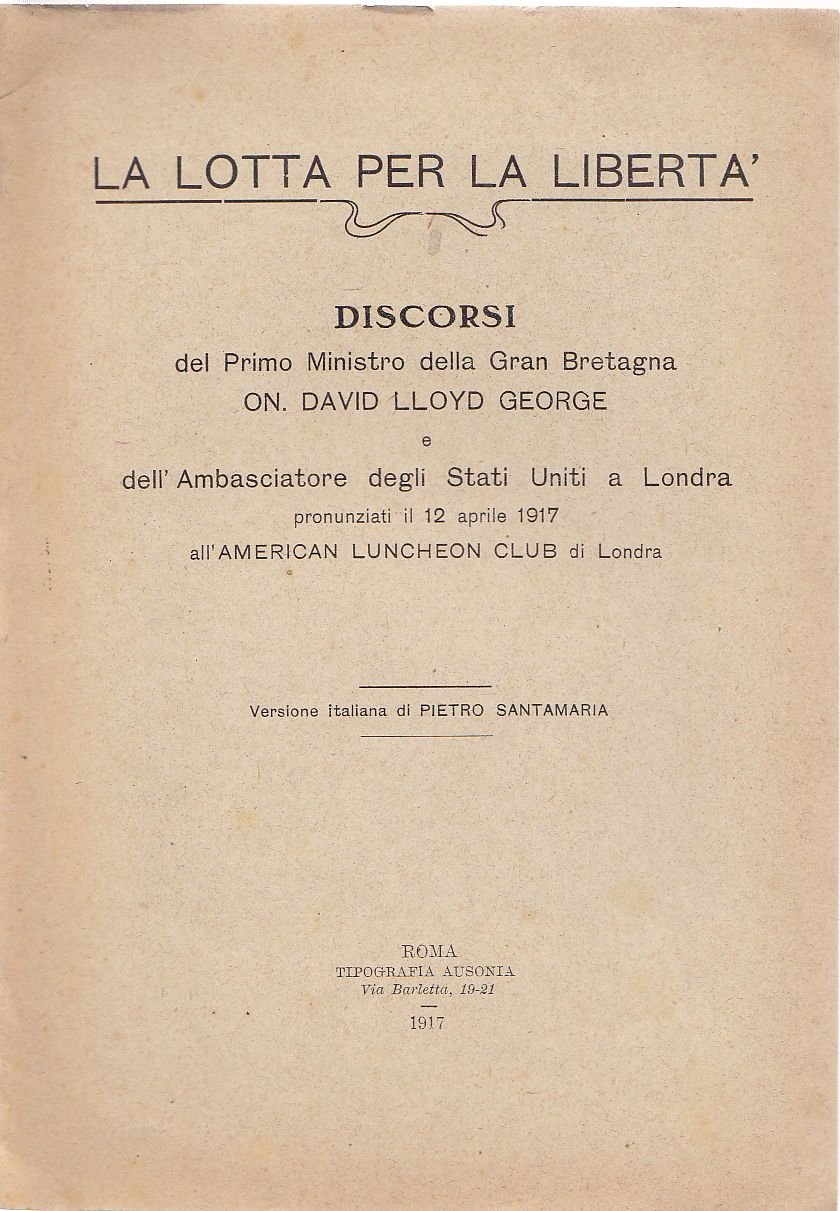 LA LOTTA PER LA LIBERTA'
DISCORSI
del Primo Ministro della Gran Bretagna
ON. DAVID LLOYD GEORGE
e
dell'Ambasciatore degli Stati Uniti a Londra
pronunziati il 12 aprile 1917
all'AMERICAN LUNCHEON CLUB di Londra
Versione italiana di PIETRO SANTAMARIA
ROMA
TIPOGRAFIA AUSONIA
Via Barletta, 19-21
1917